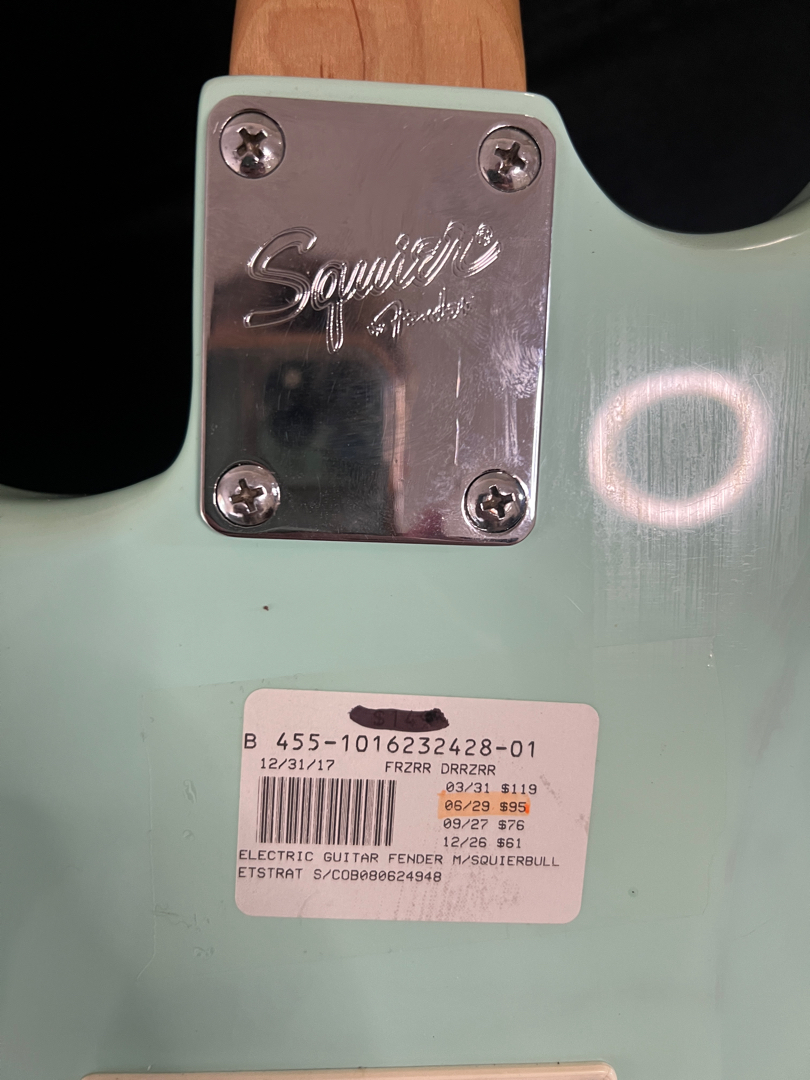 Squier®
by Fender®
B 455-1016232428-01
12/31/17 FRZRR DRRZRR
03/31 $119
06/29 $95
09/27 $76
12/26 $61
ELECTRIC GUITAR FENDER M/SQUIERBULL
ETSTRAT S/COB080624948